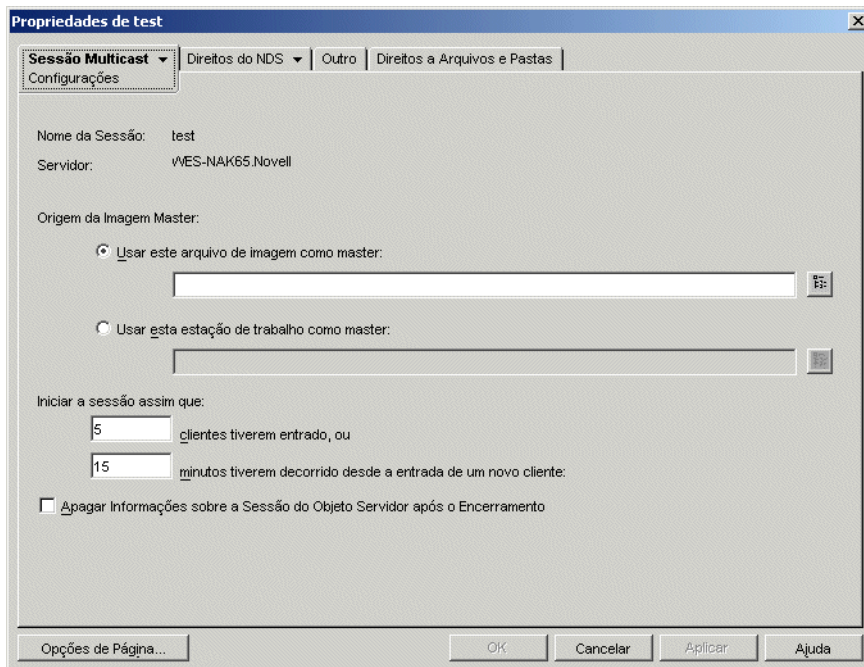 Propriedades de test
Sessão Multicast
Direitos do NDS
Outro
Direitos a Arquivos e Pastas
Configurações
Nome da Sessão: test
Servidor: WES-NAK65.Novell
Origem da Imagem Master:
Usar este arquivo de imagem como master:
Usar esta estação de trabalho como master:
Iniciar a sessão assim que:
5 clientes tiverem entrado, ou
15 minutos tiverem decorrido desde a entrada de um novo cliente:
Apagar Informações sobre a Sessão do Objeto Servidor após o Encerramento
Opções de Página...
OK
Cancelar
Aplicar
Ajuda